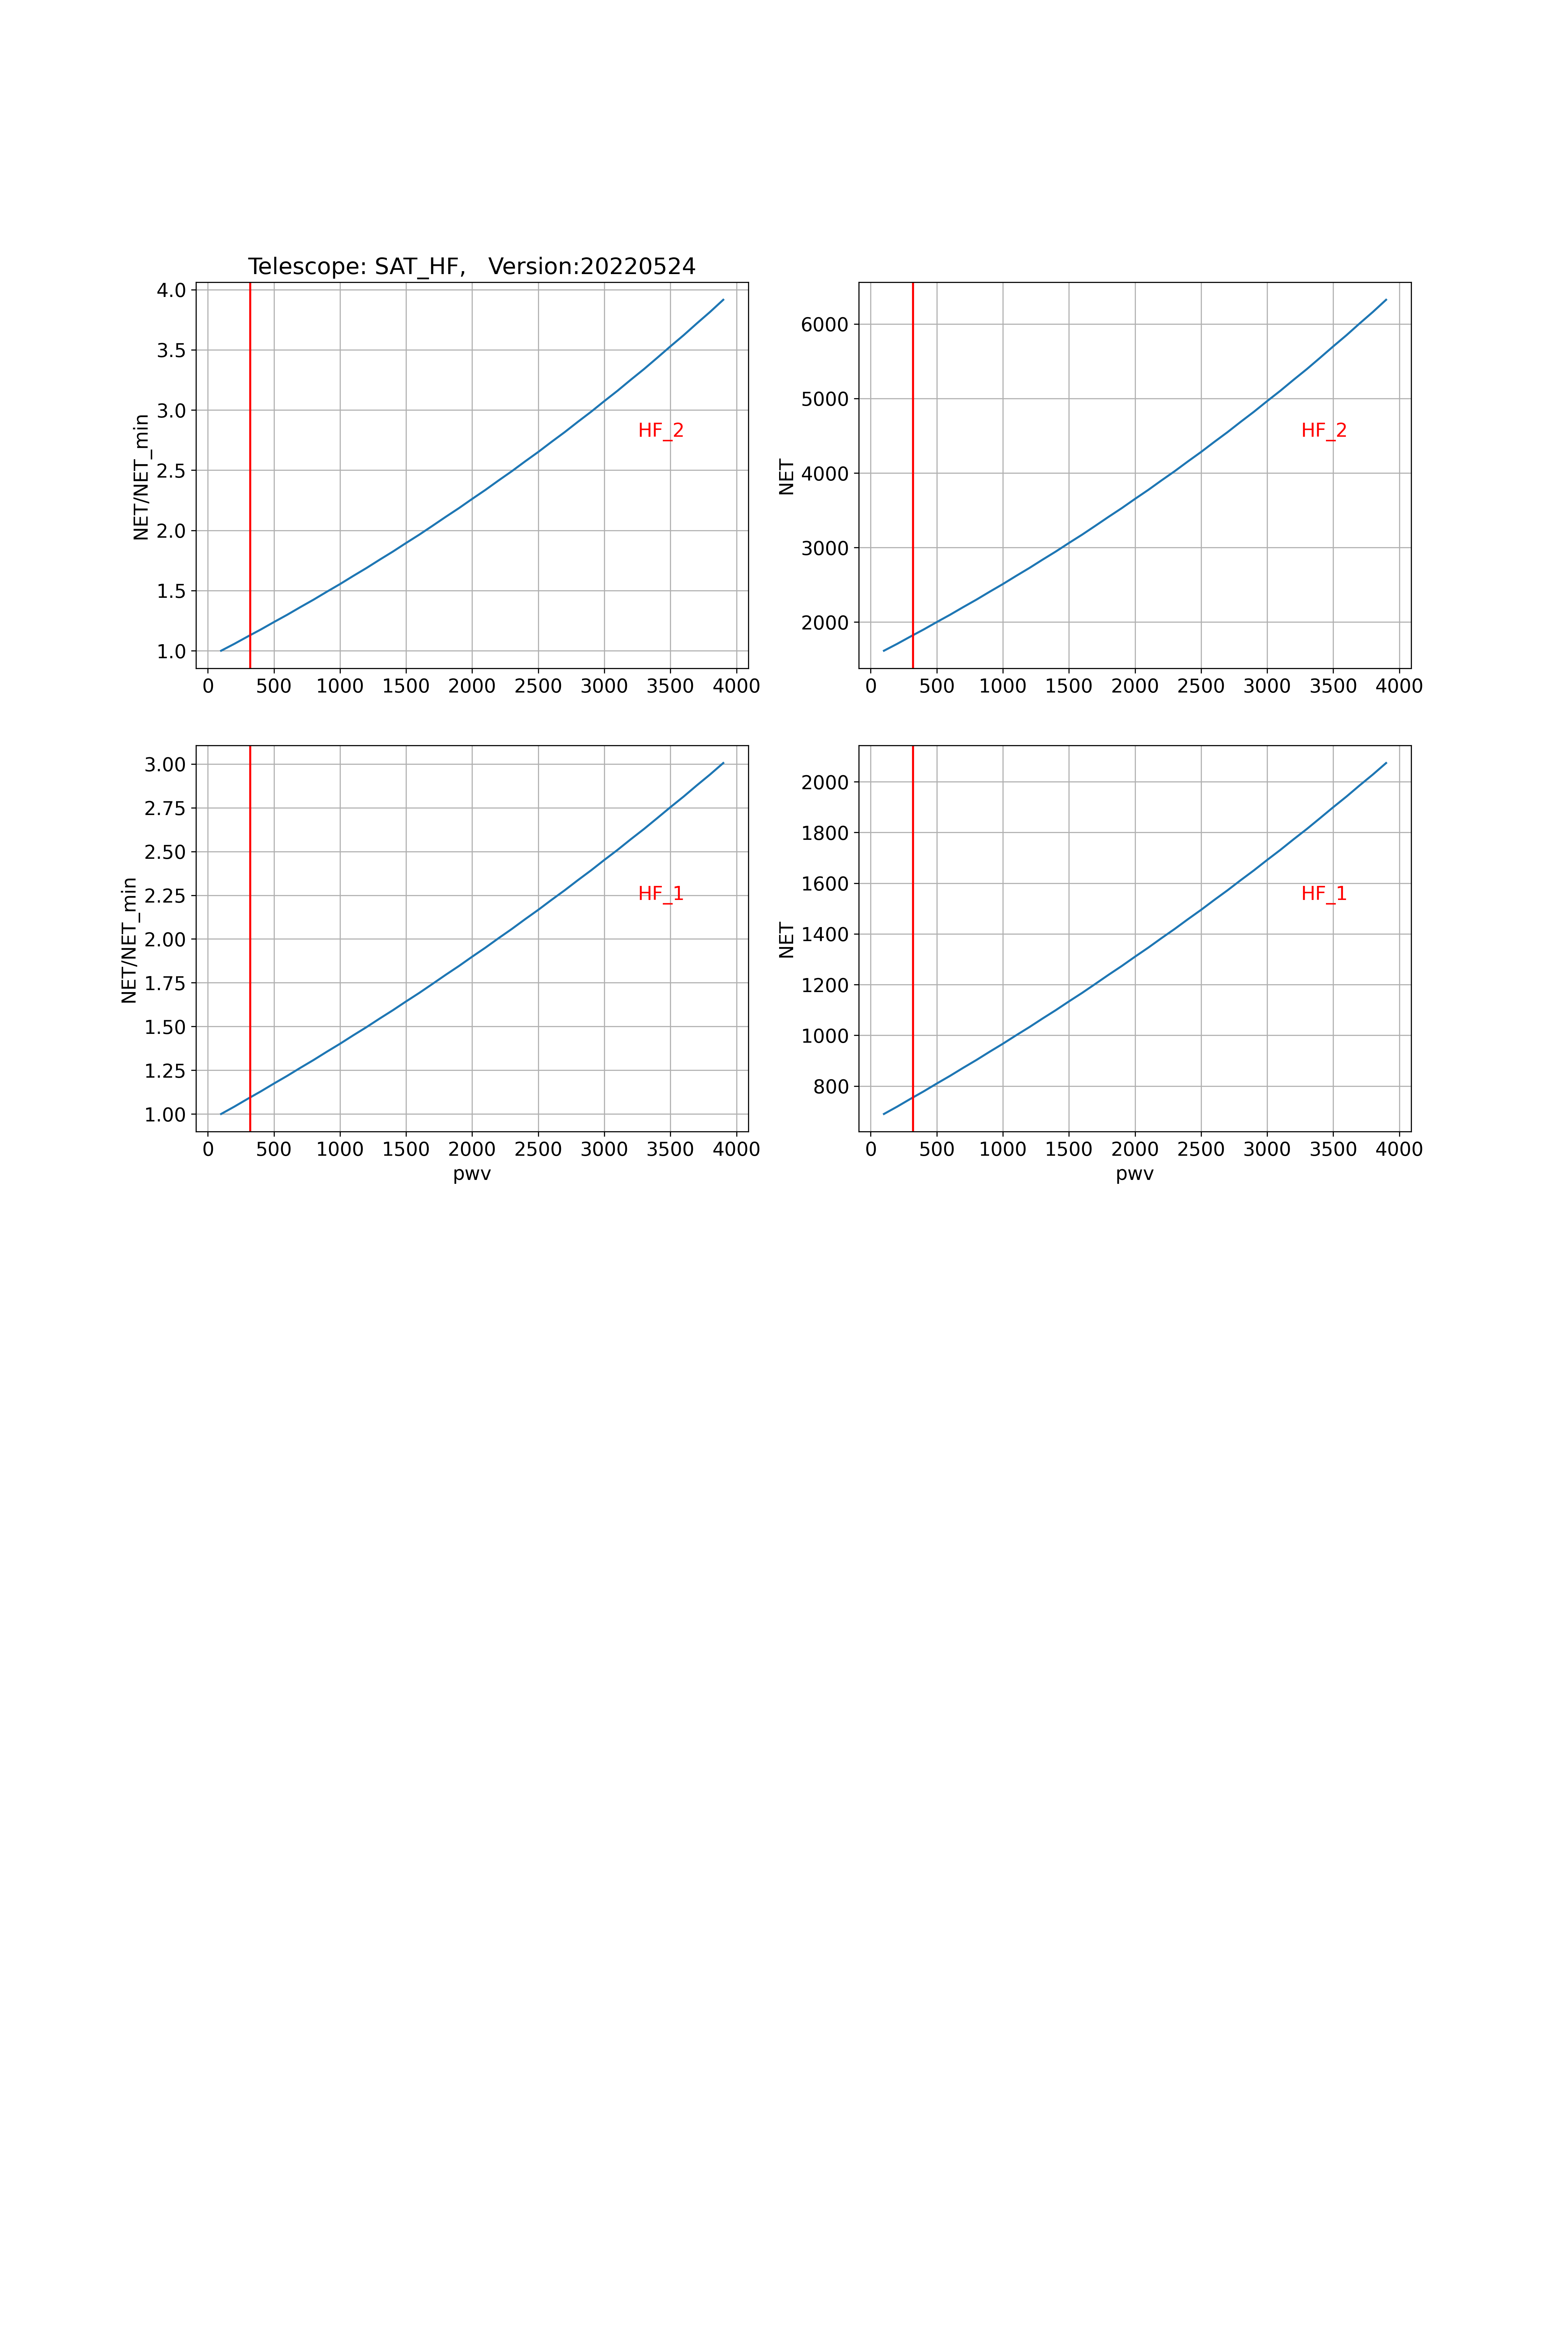 Telescope: SAT_HF,   Version:20220524
NET/NET_min
4.0
3.5
3.0
2.5
2.0
1.5
1.0
HF_2
0 500 1000 1500 2000 2500 3000 3500 4000
NET
6000
5000
4000
3000
2000
HF_2
0 500 1000 1500 2000 2500 3000 3500 4000
NET/NET_min
3.00
2.75
2.50
2.25
2.00
1.75
1.50
1.25
1.00
HF_1
0 500 1000 1500 2000 2500 3000 3500 4000
pwv
NET
2000
1800
1600
1400
1200
1000
800
HF_1
0 500 1000 1500 2000 2500 3000 3500 4000
pwv